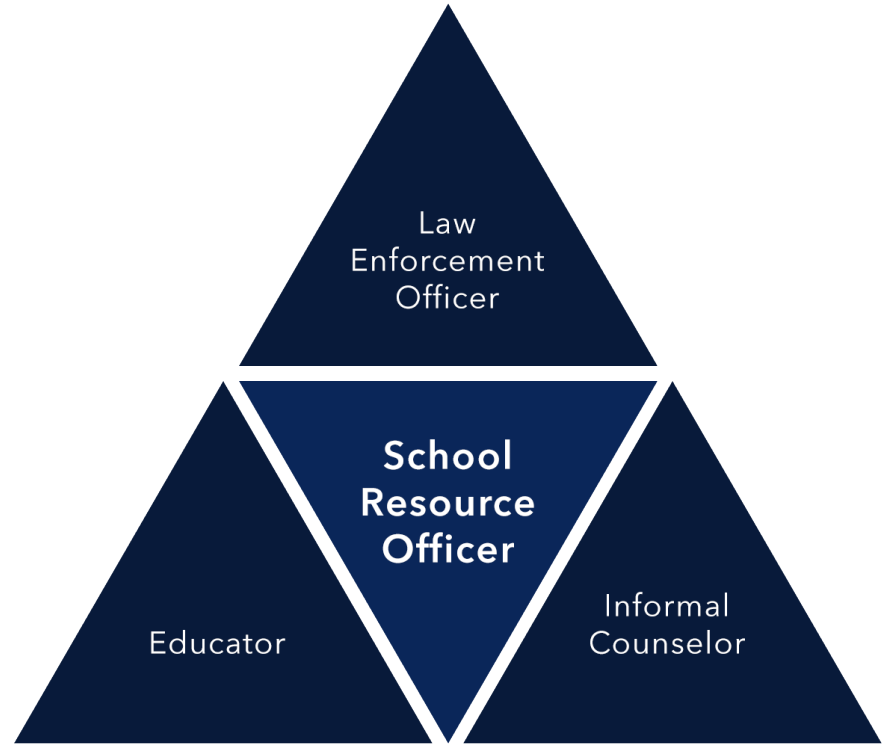 Law
Enforcement
Officer
School
Resource
Officer
Educator
Informal
Counselor